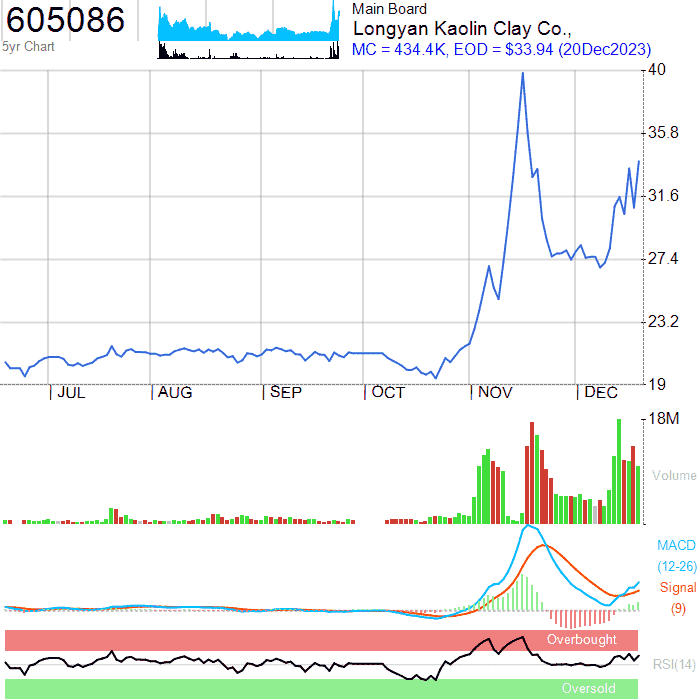 605086
5yr Chart
Main Board
Longyan Kaolin Clay Co.,
MC = 434.4K, EOD = $33.94 (20Dec2023)
40
35.8
31.6
27.4
23.2
19
JUL AUG SEP OCT NOV DEC
18M
Volume
MACD
(12-26)
Signal
(9)
Overbought
RSI(14)
Oversold